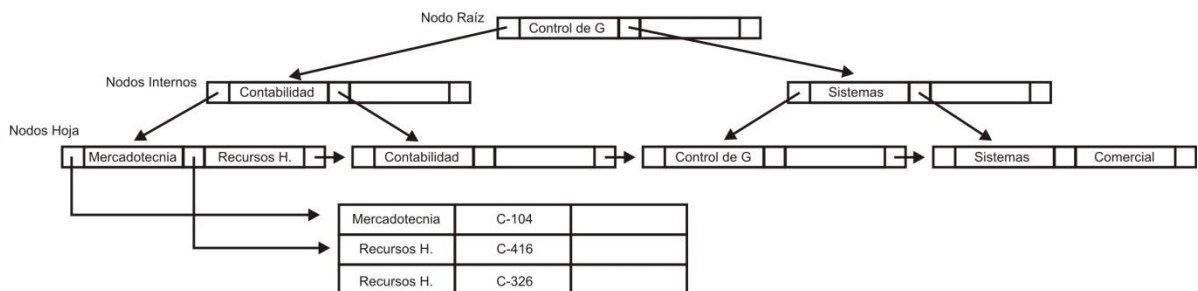 Nodo Raíz
Control de G
Nodos Internos
Contabilidad
Sistemas
Nodos Hoja
Mercadotecnia Recursos H. Contabilidad Control de G Sistemas Comercial
Mercadotecnia C-104
Recursos H. C-416
Recursos H. C-326